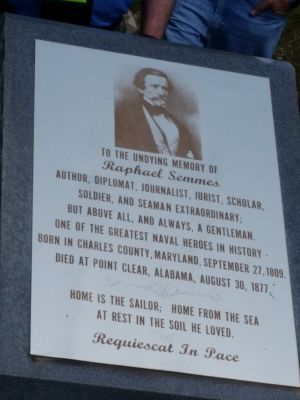 TO THE UNDYING MEMORY OF
Raphael Semmes
AUTHOR, DIPLOMAT, JOURNALIST, JURIST, SCHOLAR,
SOLDIER, AND SEAMAN EXTRAORDINARY;
BUT ABOVE ALL, AND ALWAYS, A GENTLEMAN.
ONE OF THE GREATEST NAVAL HEROES IN HISTORY -
BORN IN CHARLES COUNTY, MARYLAND, SEPTEMBER 27, 1809.
DIED AT POINT CLEAR, ALABAMA, AUGUST 30, 1877.
HOME IS THE SAILOR; HOME FROM THE SEA
AT REST IN THE SOIL HE LOVED.
Requiescat In Pace